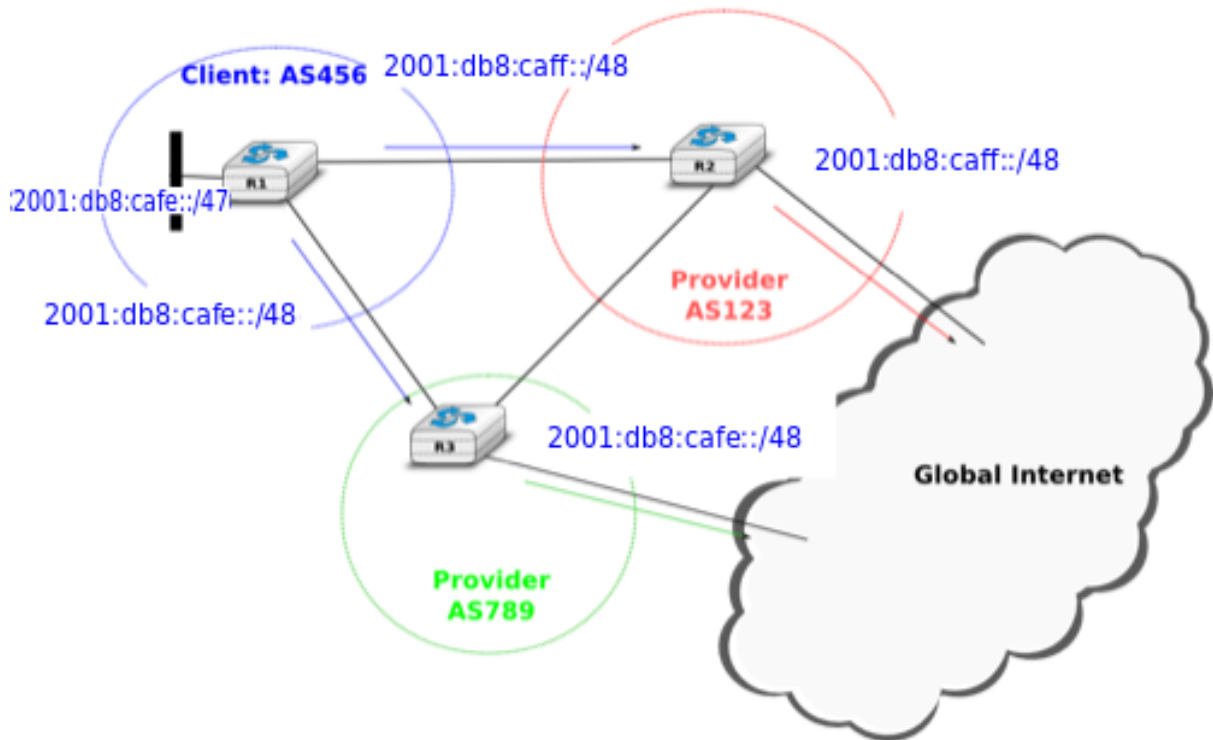 Client: AS456
2001:db8:caff::/48
R1
R2
2001:db8:caff::/48
:2001:db8:cafe::/47
Provider
AS123
2001:db8:cafe::/48
R3
2001:db8:cafe::/48
Global Internet
Provider
AS789